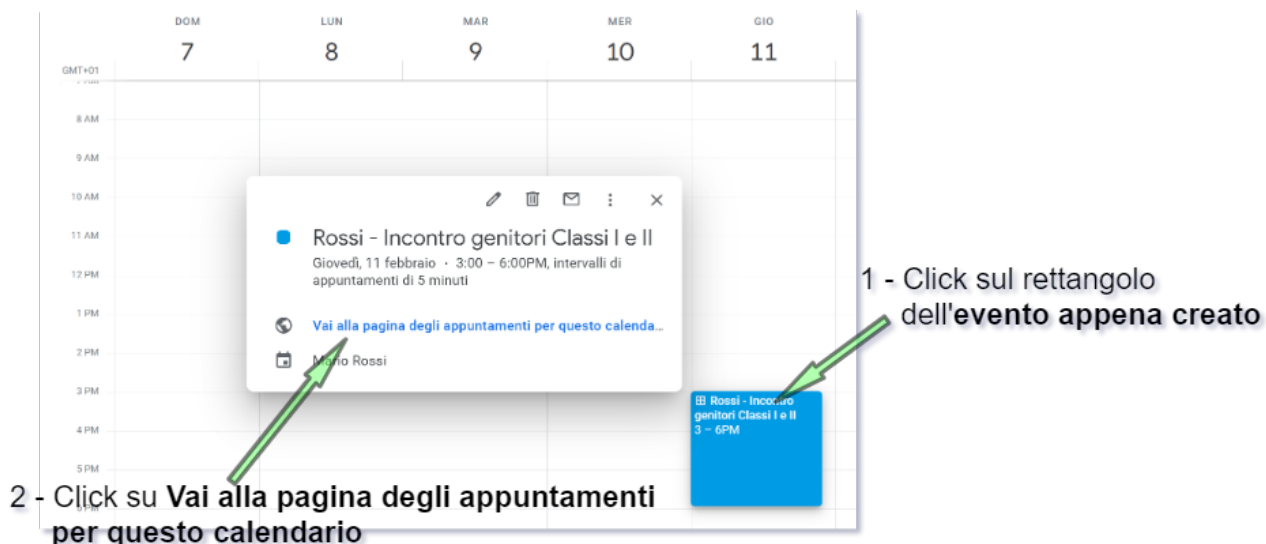 DOM LUN MAR MER GIO
7 8 9 10 11
GMT+01
8 AM
9 AM
10 AM
11 AM
12 PM
1 PM
2 PM
3 PM
4 PM
5 PM
Rossi - Incontro genitori Classi I e II
Giovedì, 11 febbraio · 3:00 – 6:00PM, intervalli di
appuntamenti di 5 minuti
Vai alla pagina degli appuntamenti per questo calenda...
Mario Rossi
Rossi - Incontro
genitori Classi I e II
3 – 6PM
1 - Click sul rettangolo
dell'evento appena creato
2 - Click su Vai alla pagina degli appuntamenti
per questo calendario